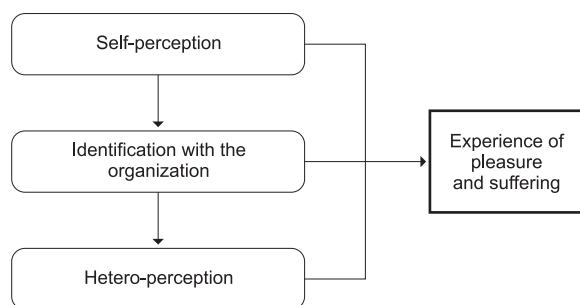 Self-perception
Identification with the
organization
Hetero-perception
Experience of
pleasure
and suffering